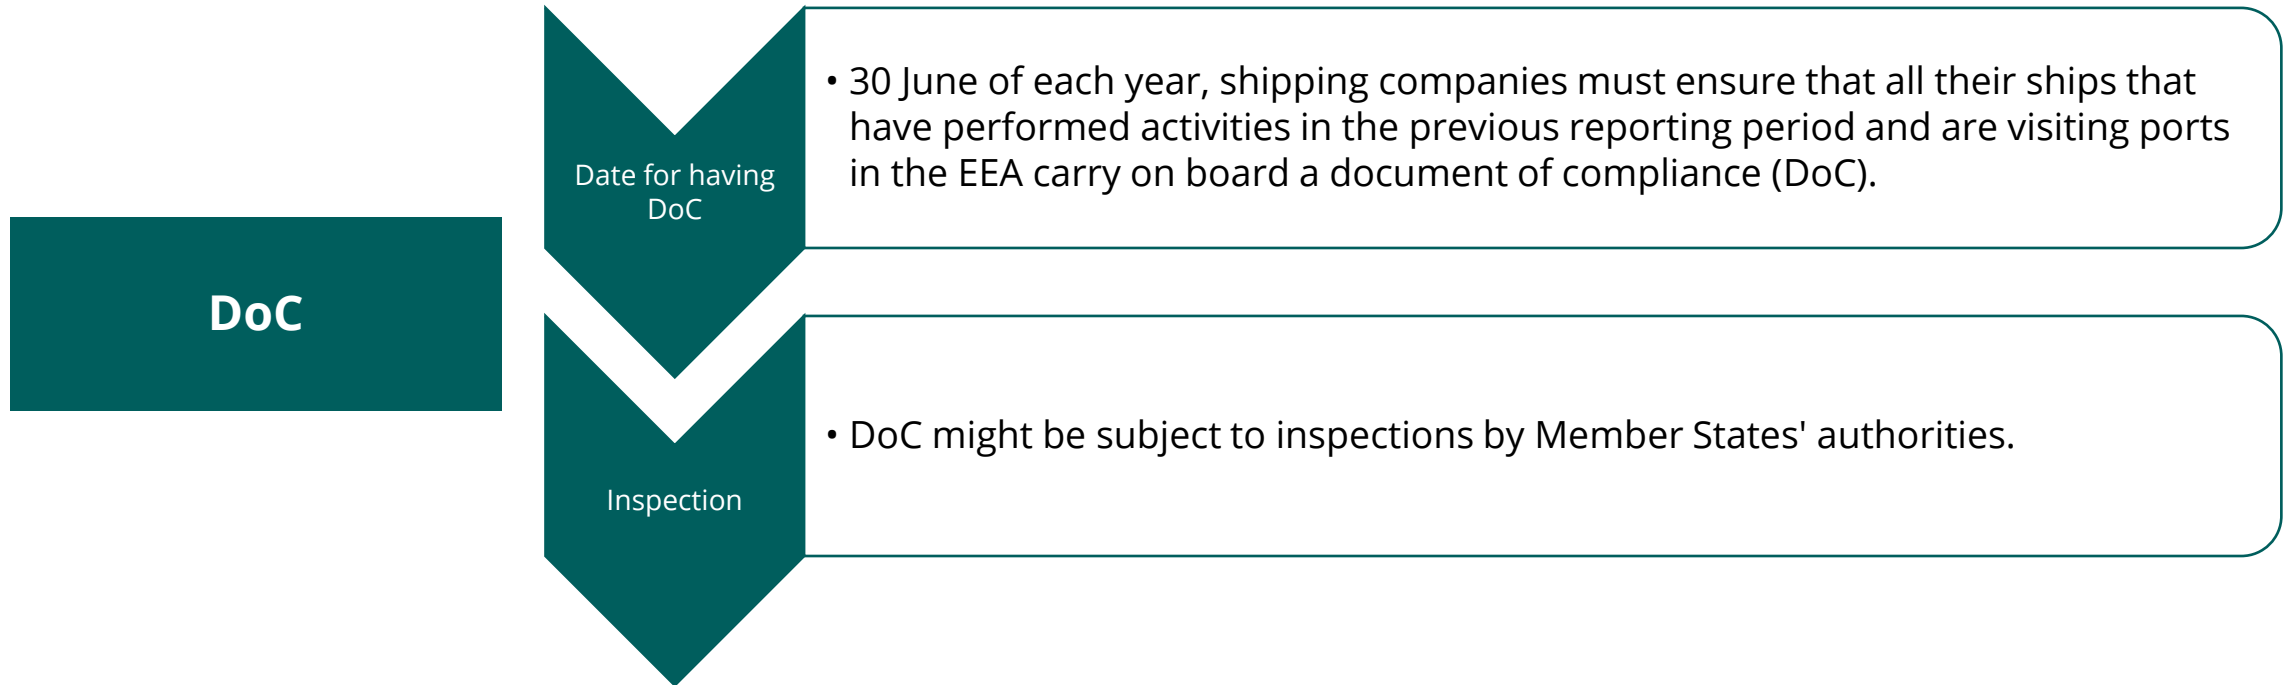 DoC
Date for having
DoC
• 30 June of each year, shipping companies must ensure that all their ships that
have performed activities in the previous reporting period and are visiting ports
in the EEA carry on board a document of compliance (DoC).
Inspection
• DoC might be subject to inspections by Member States' authorities.